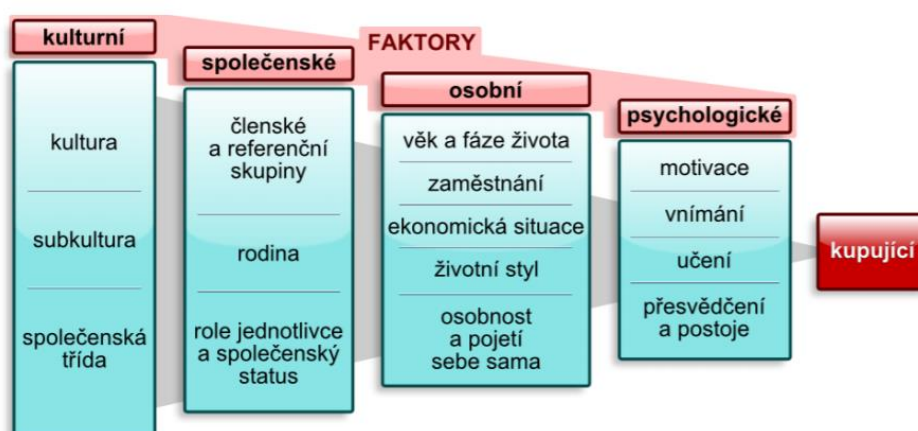 FAKTORY
kulturní
kultura
subkultura
společenská
třída
společenské
členské
a referenční
skupiny
rodina
role jednotlivce
a společenský
status
osobní
věk a fáze života
zaměstnání
ekonomická situace
životní styl
osobnost
a pojetí
sebe sama
psychologické
motivace
vnímání
učení
přesvědčení
a postoje
kupující